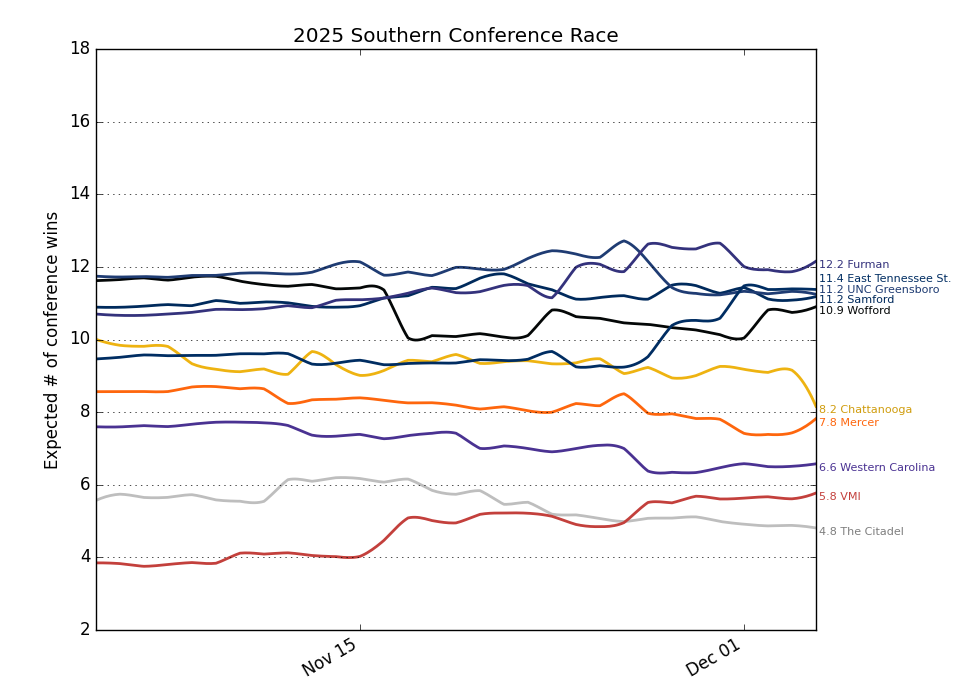 2025 Southern Conference Race
Expected # of conference wins
18
16
14
12
10
8
6
4
2
Nov 15
Dec 01
12.2 Furman
11.4 East Tennessee St.
11.2 UNC Greensboro
11.2 Samford
10.9 Wofford
8.2 Chattanooga
7.8 Mercer
6.6 Western Carolina
5.8 VMI
4.8 The Citadel